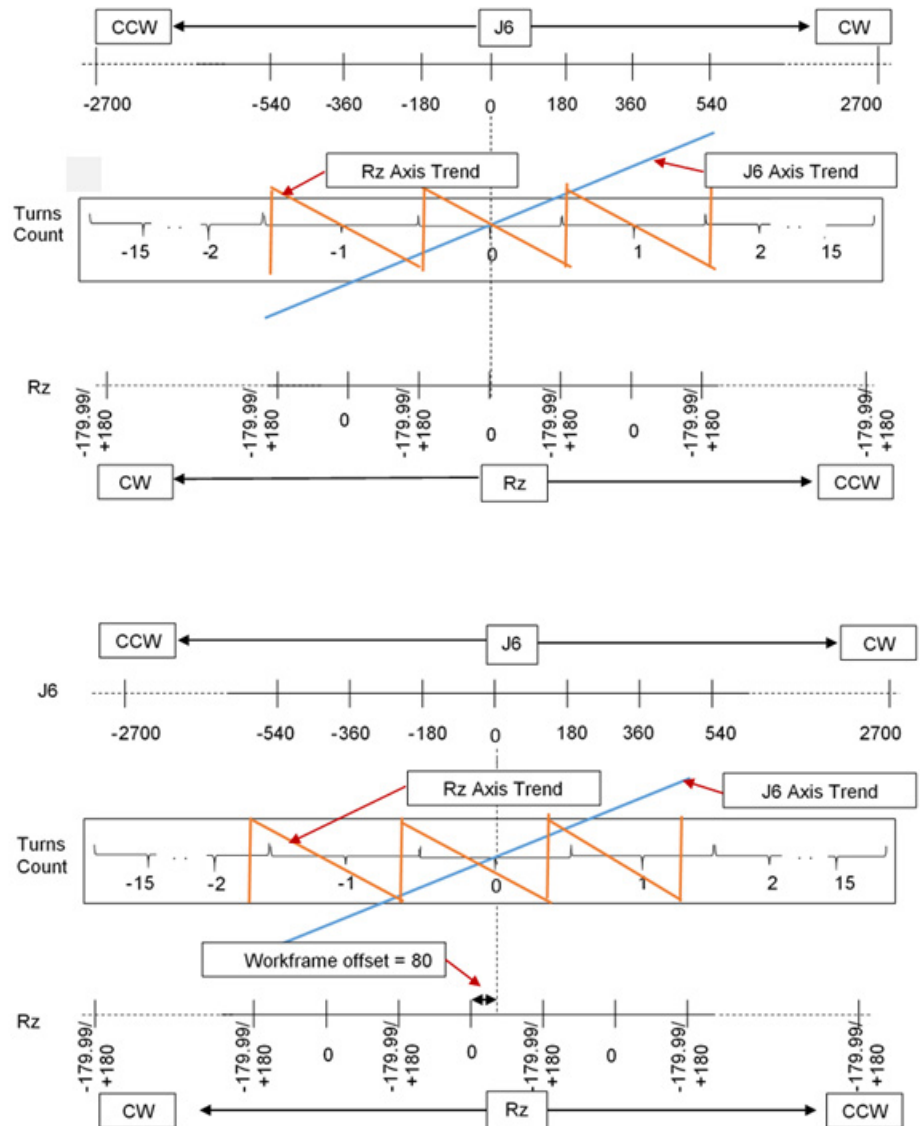 CCW J6 CW
-2700 -540 -360 -180 0 180 360 540 2700
Rz Axis Trend J6 Axis Trend
Turns Count
-15 . . -2 -1 0 1 2 . . 15
Rz
-179.99/ +180 -179.99/ +180 0 -179.99/ +180 0 -179.99/ +180 0 -179.99/ +180 -179.99/ +180
CW Rz CCW
CCW J6 CW
J6
-2700 -540 -360 -180 0 180 360 540 2700
Rz Axis Trend J6 Axis Trend
Turns Count
-15 . . -2 -1 0 1 2 . . 15
Workframe offset = 80
Rz
-179.99/ +180 -179.99/ +180 0 -179.99/ +180 0 -179.99/ +180 0 -179.99/ +180 -179.99/ +180
CW Rz CCW